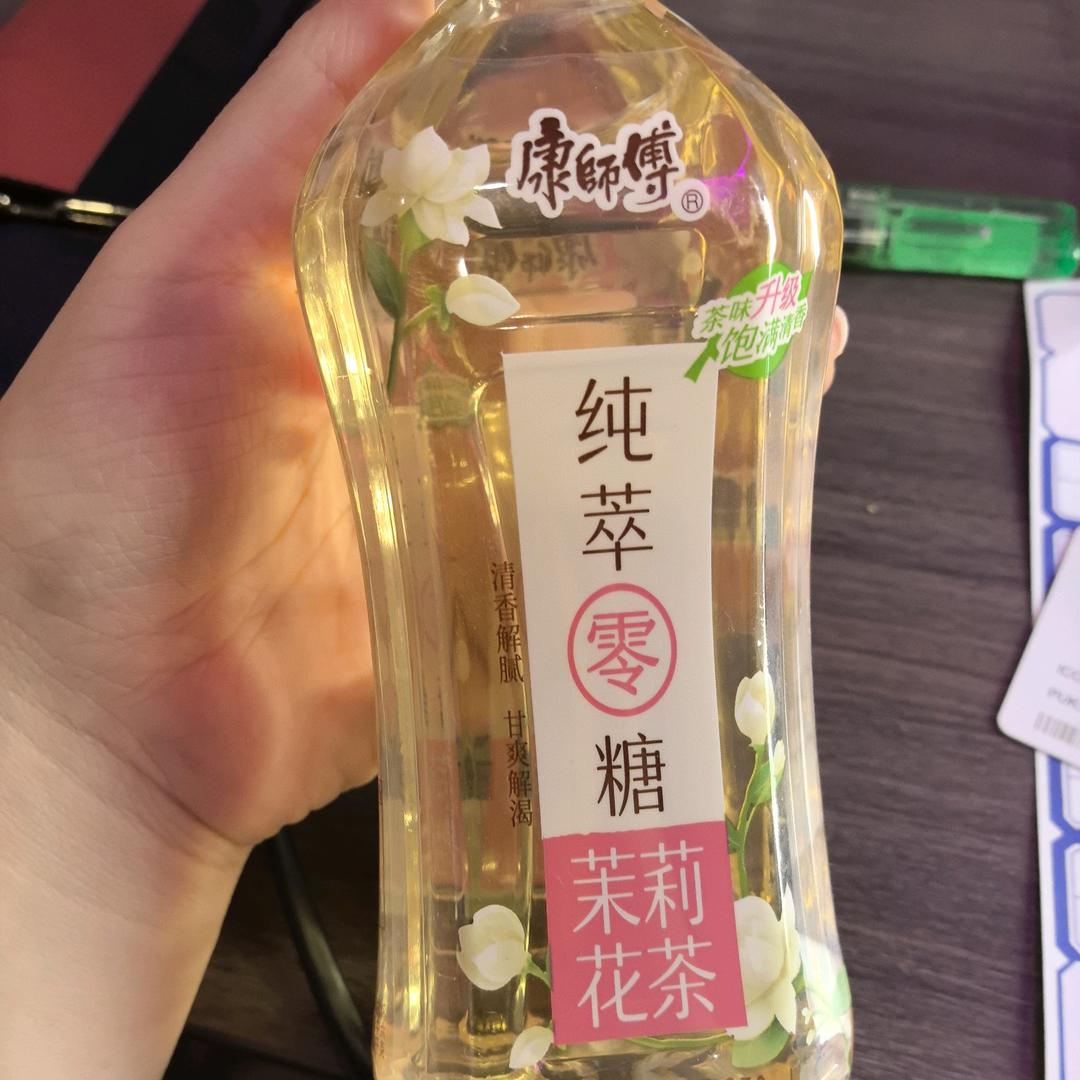 康師傅®
茶味升级
饱满清香
纯萃零糖
清香解腻 甘爽解渴
茉莉
花茶